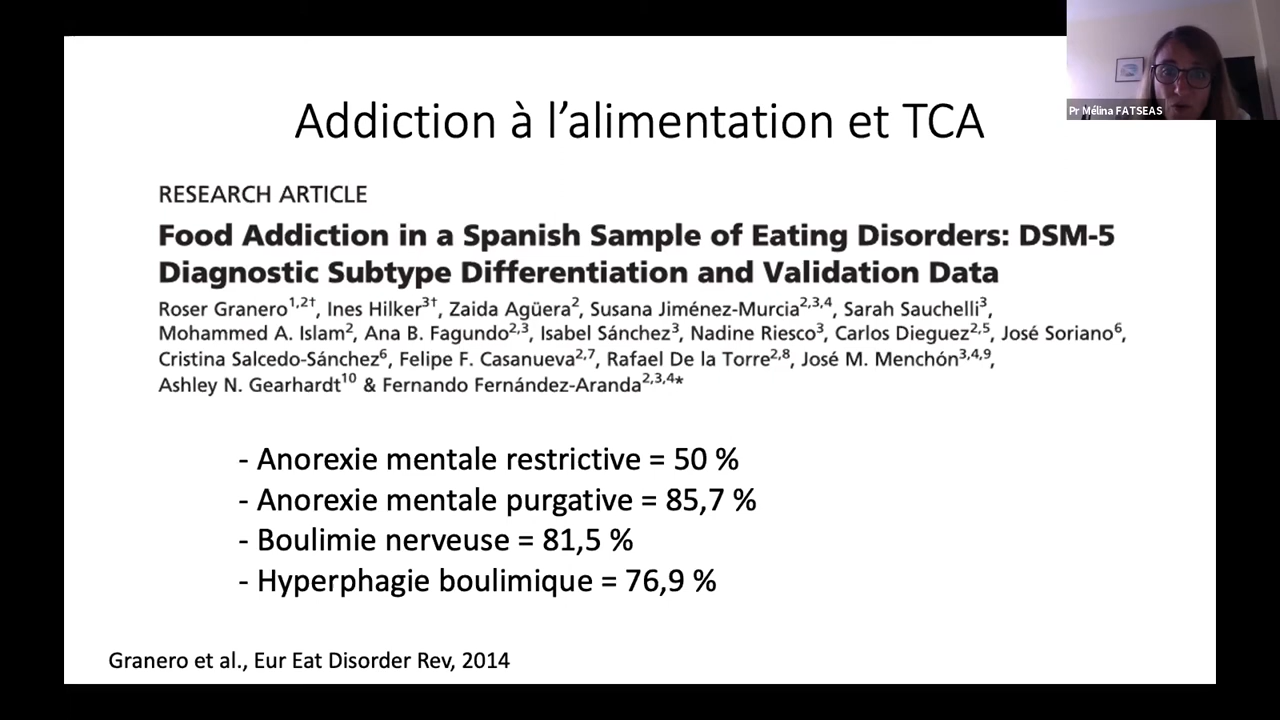 Pr Mélina FATSEAS
Addiction à l’alimentation et TCA
RESEARCH ARTICLE
Food Addiction in a Spanish Sample of Eating Disorders: DSM-5
Diagnostic Subtype Differentiation and Validation Data
Roser Granero1,2†, Ines Hilker3†, Zaida Agüera2, Susana Jiménez-Murcia2,3,4, Sarah Sauchelli3,
Mohammed A. Islam2, Ana B. Fagundo2,3, Isabel Sánchez3, Nadine Riesco3, Carlos Dieguez2,5, José Soriano6,
Cristina Salcedo-Sánchez6, Felipe F. Casanueva2,7, Rafael De la Torre2,8, José M. Menchón3,4,9,
Ashley N. Gearhardt10 & Fernando Fernández-Aranda2,3,4*
- Anorexie mentale restrictive = 50 %
- Anorexie mentale purgative = 85,7 %
- Boulimie nerveuse = 81,5 %
- Hyperphagie boulimique = 76,9 %
Granero et al., Eur Eat Disorder Rev, 2014